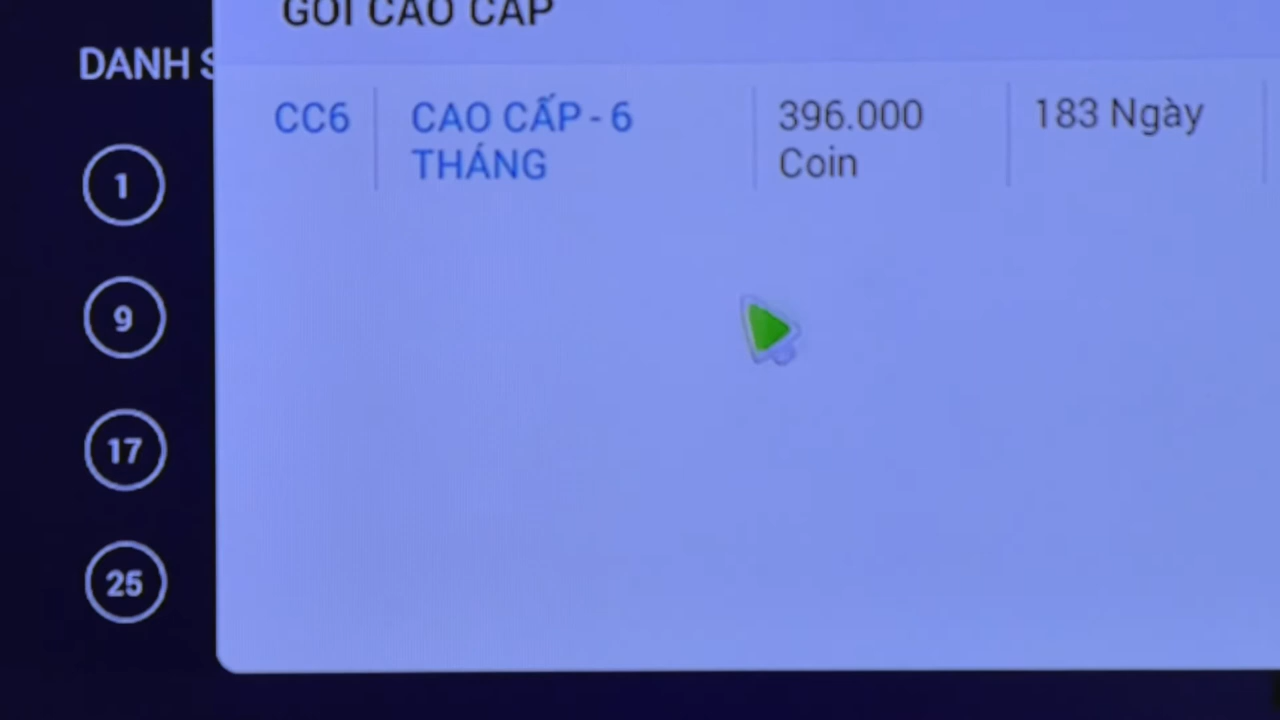 GÓI CAO CẤP
DANH S
CC6
CAO CẤP - 6
THÁNG
396.000
Coin
183 Ngày
1
9
17
25